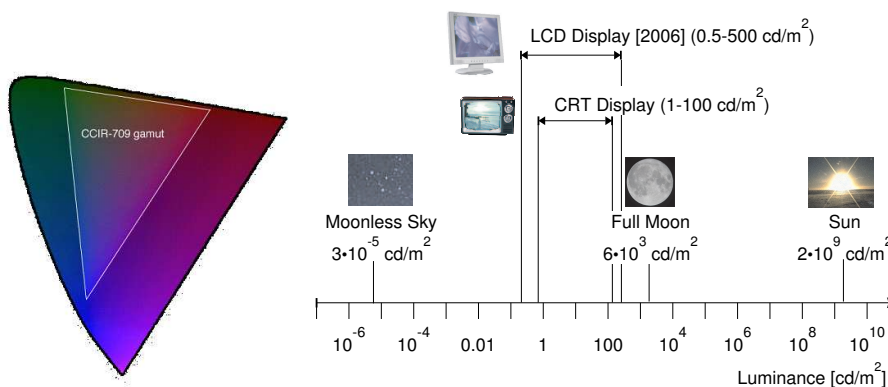 LCD Display [2006] (0.5-500 cd/m²)
CCIR-709 gamut
CRT Display (1-100 cd/m²)
Moonless Sky
3•10⁻⁵ cd/m²
Full Moon
6•10³ cd/m²
Sun
2•10⁹ cd/m²
10⁻⁶ 10⁻⁴ 0.01 1 100 10⁴ 10⁶ 10⁸ 10¹⁰
Luminance [cd/m²]